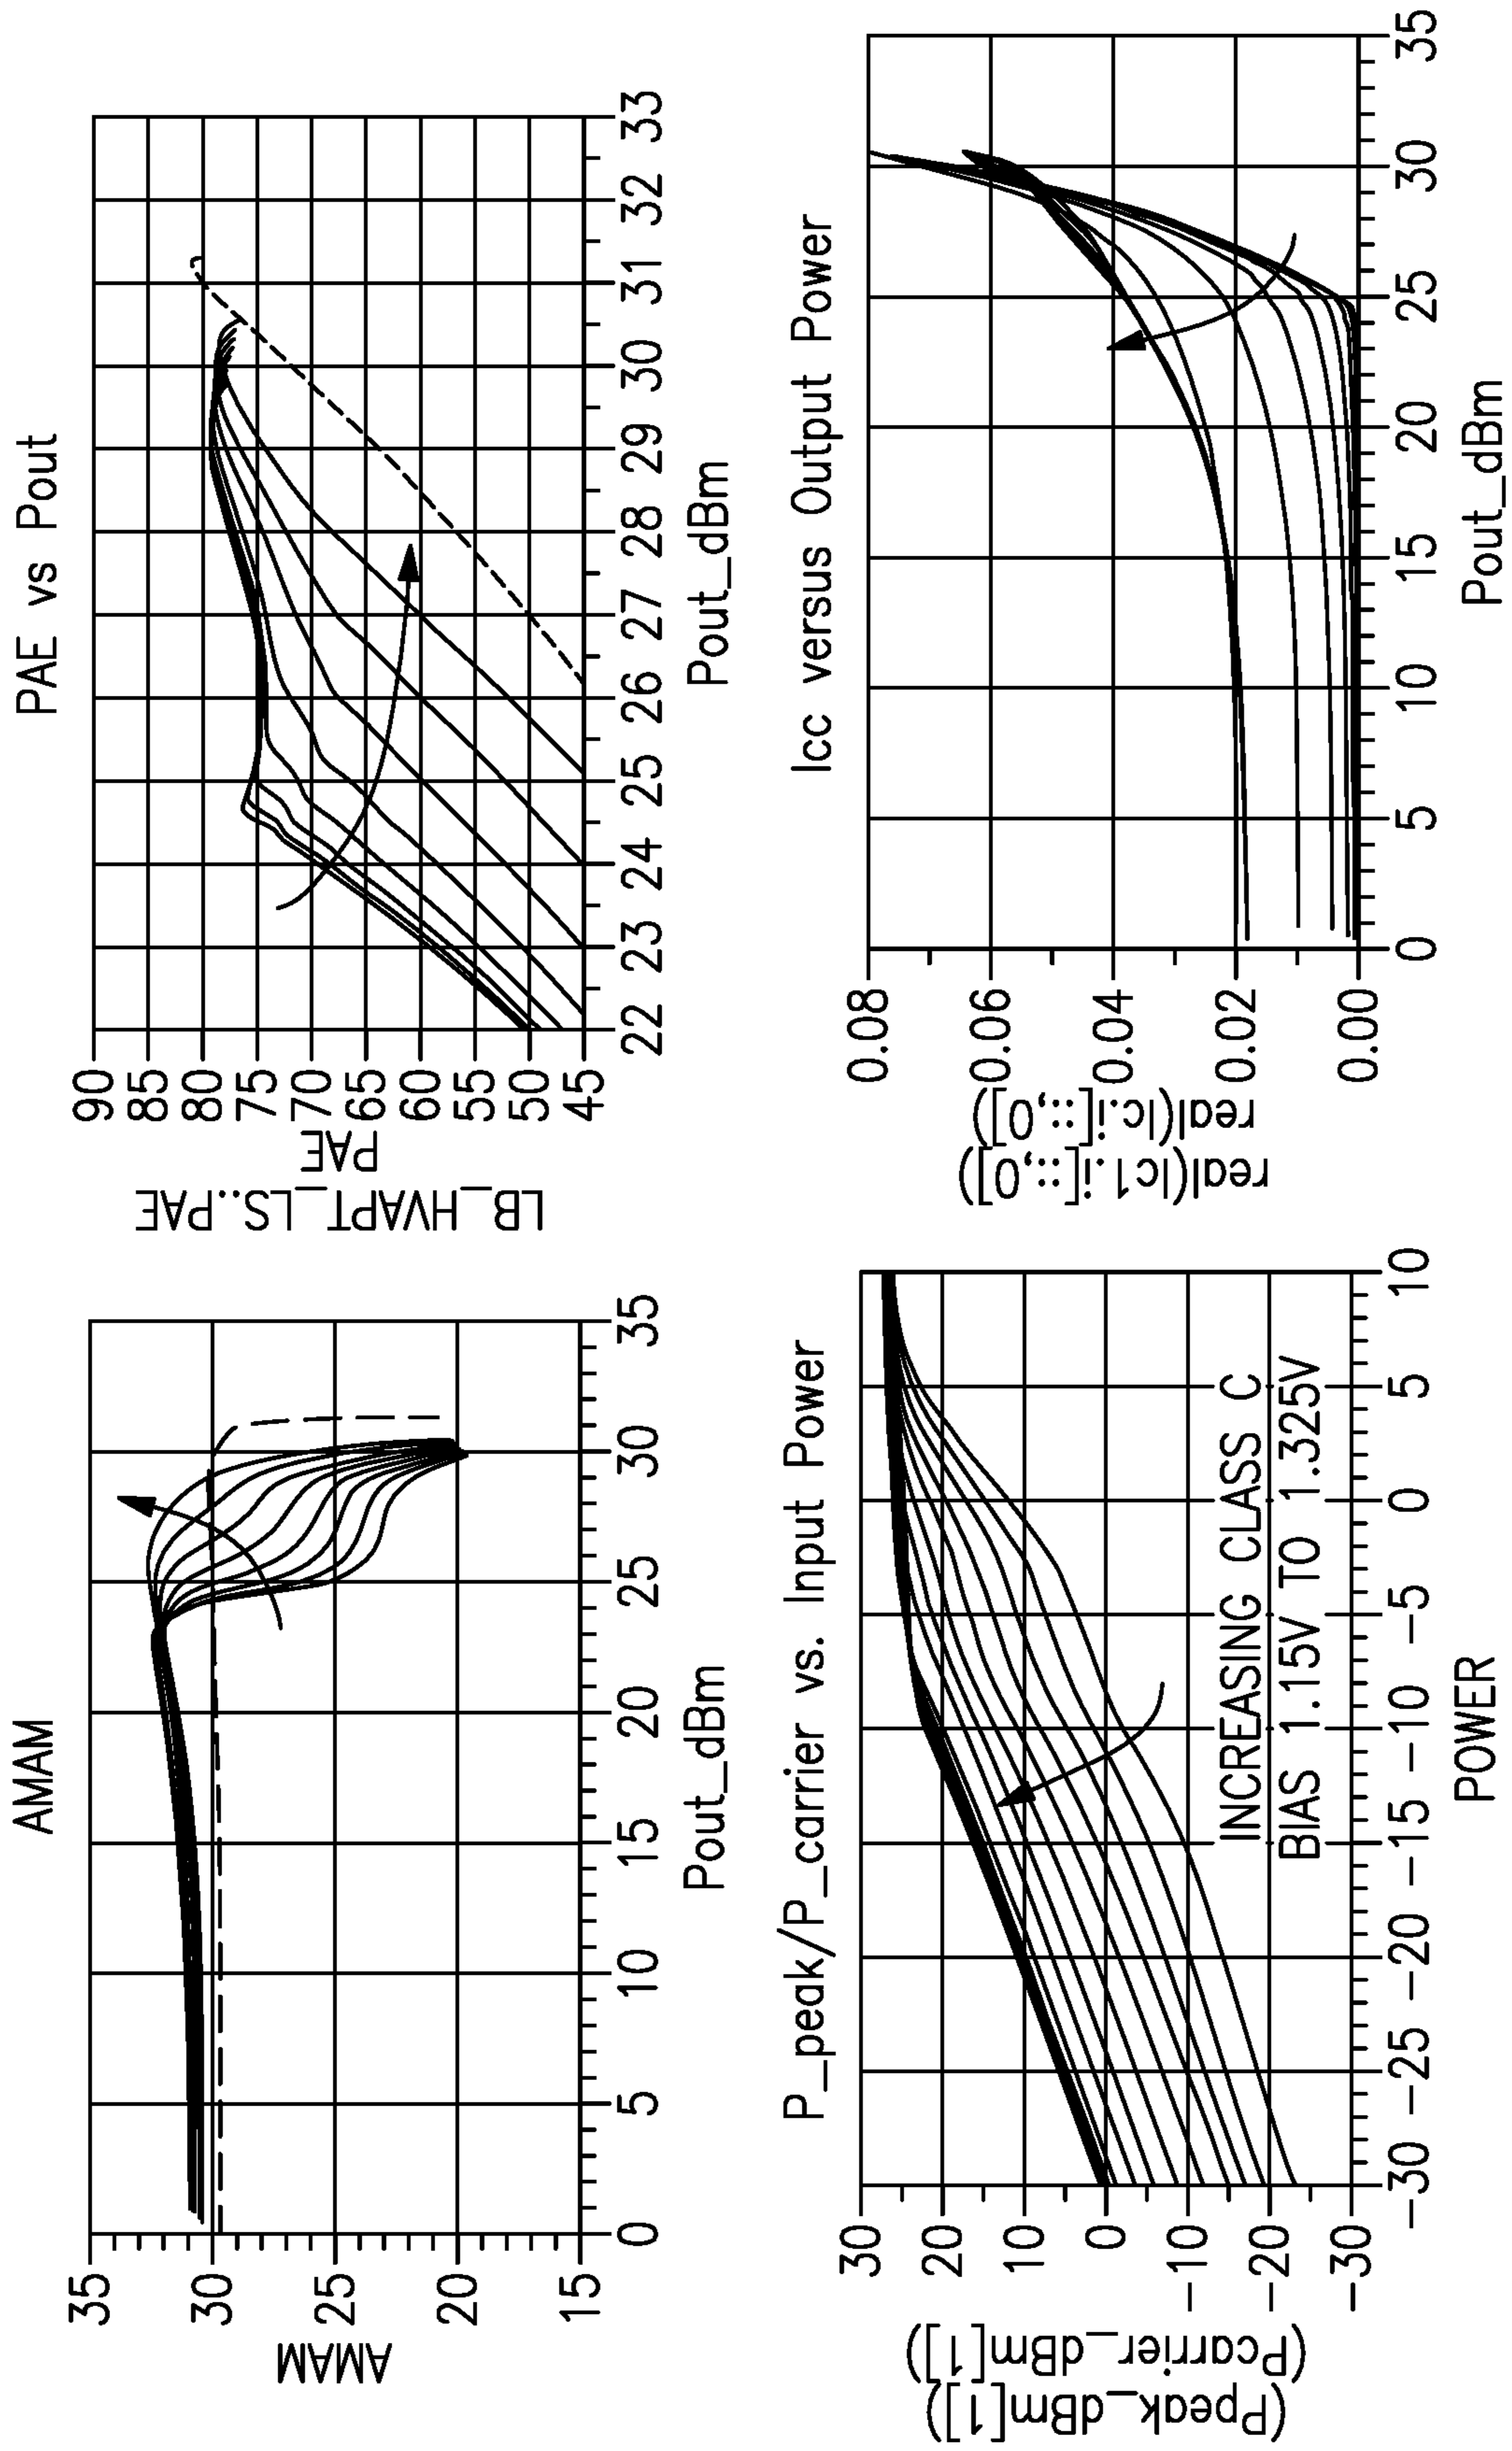 AMAM
35
30
25
20
15
AMAM
0 5 10 15 20 25 30 35
Pout_dBm
PAE vs Pout
90
85
80
75
70
65
60
55
50
45
PAE
LB_HVAPT_LS..PAE
22 23 24 25 26 27 28 29 30 31 32 33
Pout_dBm
P_peak/P_carrier vs. Input Power
30
20
10
0
-10
-20
-30
(Pcarrier_dBm[1])
(Ppeak_dBm[1])
INCREASING CLASS C
BIAS 1.15V TO 1.325V
-30 -25 -20 -15 -10 -5 0 5 10
POWER
Icc versus Output Power
0.08
0.06
0.04
0.02
0.00
real(Ic.i[::,0])
real(Ic1.i[::,0])
0 5 10 15 20 25 30 35
Pout_dBm